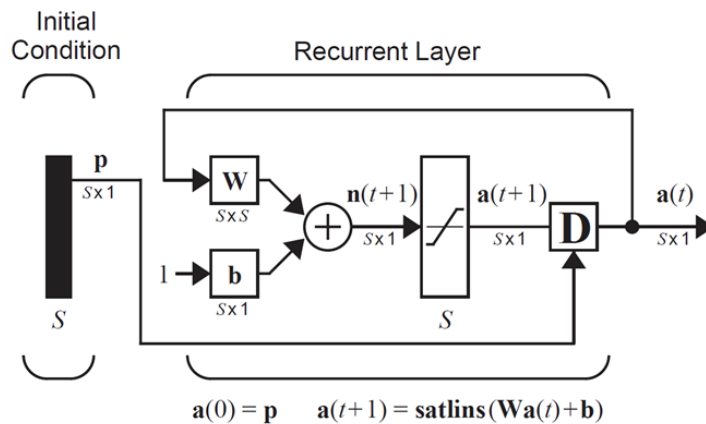 Initial
Condition
Recurrent Layer
p
S x 1
W
S x S
1
b
S x 1
+
n(t+1)
S x 1
a(t+1)
S x 1
D
a(t)
S x 1
S
S
a(0) = p
a(t+1) = satlins(Wa(t)+b)